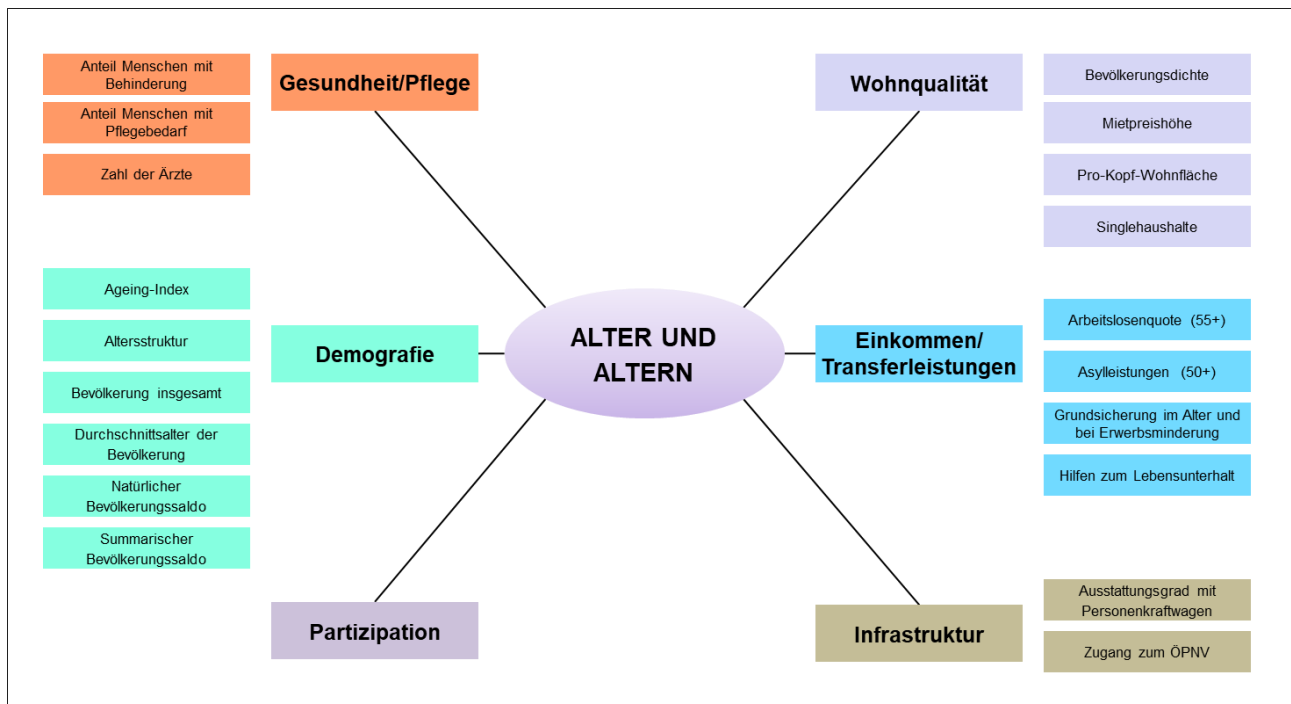 Anteil Menschen mit
Behinderung
Anteil Menschen mit
Pflegebedarf
Zahl der Ärzte
Gesundheit/Pflege
Wohnqualität
Bevölkerungsdichte
Mietpreishöhe
Pro-Kopf-Wohnfläche
Singlehaushalte
Ageing-Index
Altersstruktur
Bevölkerung insgesamt
Durchschnittsalter der
Bevölkerung
Natürlicher
Bevölkerungssaldo
Summarischer
Bevölkerungssaldo
Demografie
ALTER UND
ALTERN
Einkommen/
Transferleistungen
Arbeitslosenquote (55+)
Asylleistungen (50+)
Grundsicherung im Alter und
bei Erwerbsminderung
Hilfen zum Lebensunterhalt
Partizipation
Infrastruktur
Ausstattungsgrad mit
Personenkraftwagen
Zugang zum ÖPNV